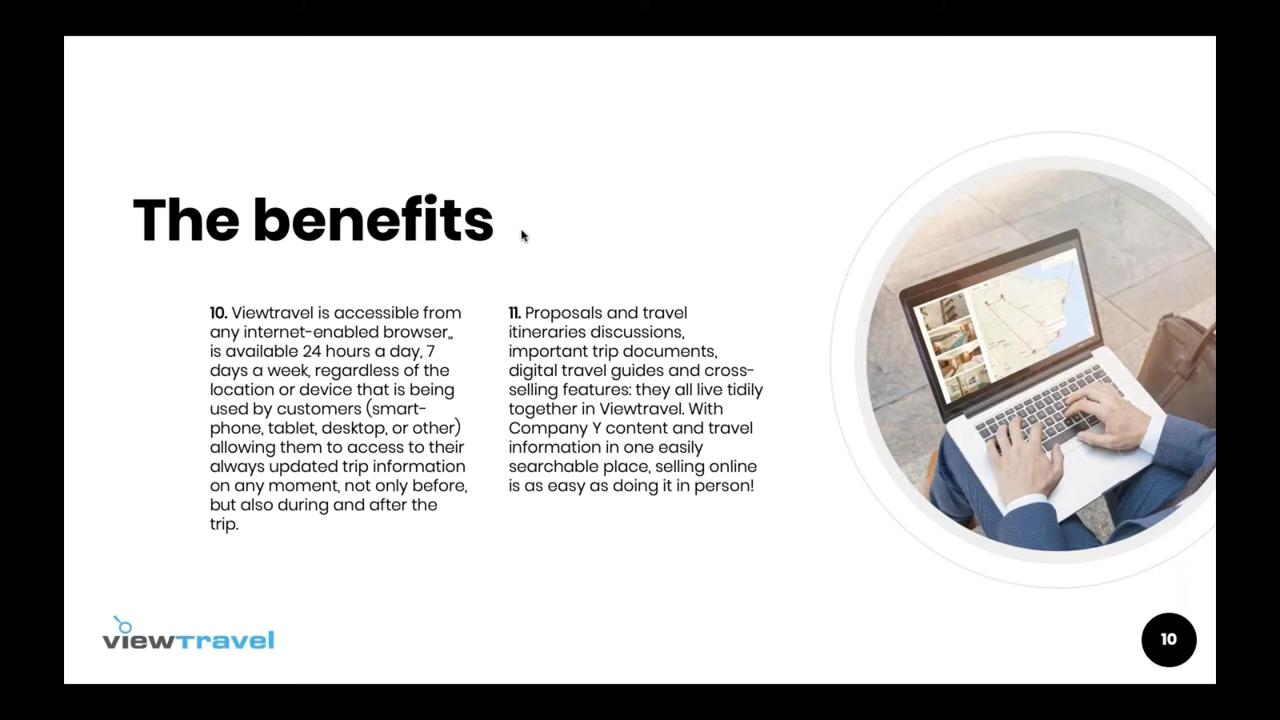 The benefits
10. Viewtravel is accessible from
any internet-enabled browser,,
is available 24 hours a day, 7
days a week, regardless of the
location or device that is being
used by customers (smart-
phone, tablet, desktop, or other)
allowing them to access to their
always updated trip information
on any moment, not only before,
but also during and after the
trip.
11. Proposals and travel
itineraries discussions,
important trip documents,
digital travel guides and cross-
selling features: they all live tidily
together in Viewtravel. With
Company Y content and travel
information in one easily
searchable place, selling online
is as easy as doing it in person!
viewTravel
10